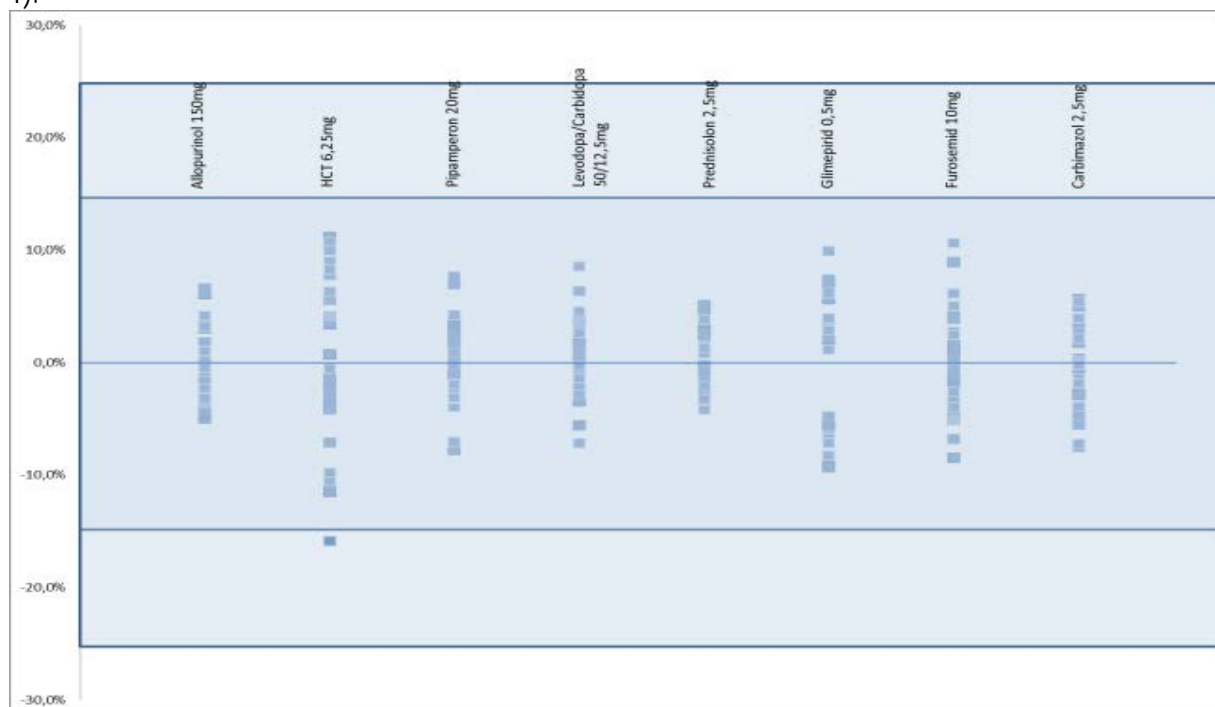 30,0%
20,0%
10,0%
0,0%
-10,0%
-20,0%
-30,0%
Allopurinol 150mg
HCT 6,25mg
Pipamperon 20mg
Levodopa/Carbidopa
50/12,5mg
Prednisolon 2,5mg
Glimepirid 0,5mg
Furosemid 10mg
Carbimazol 2,5mg